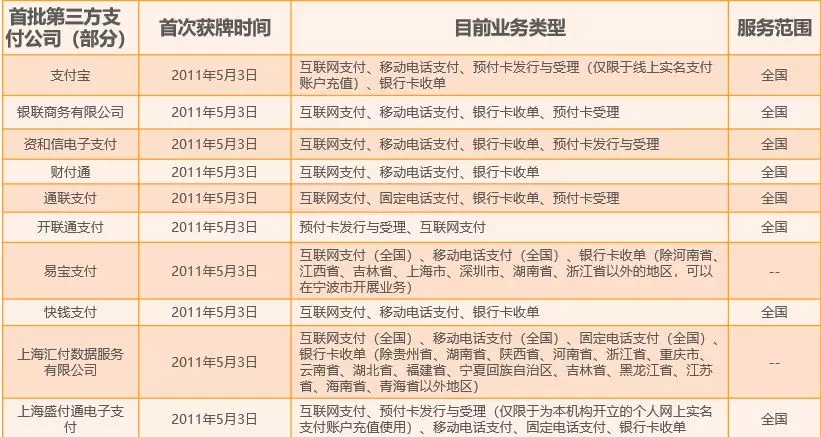 首批第三方支
付公司（部分）
首次获牌时间
目前业务类型
服务范围
支付宝
2011年5月3日
互联网支付、移动电话支付、预付卡发行与受理（仅限于线上实名支付
账户充值）、银行卡收单
全国
银联商务有限公司
2011年5月3日
互联网支付、移动电话支付、银行卡收单、预付卡受理
全国
资和信电子支付
2011年5月3日
互联网支付、移动电话支付、银行卡收单、预付卡发行与受理
全国
财付通
2011年5月3日
互联网支付、移动电话支付、银行卡收单
全国
通联支付
2011年5月3日
互联网支付、固定电话支付、银行卡收单、预付卡受理
全国
开联通支付
2011年5月3日
预付卡发行与受理、互联网支付
全国
易宝支付
2011年5月3日
互联网支付（全国）、移动电话支付（全国）、银行卡收单（除河南省、
江西省、吉林省、上海市、深圳市、湖南省、浙江省以外的地区，可以
在宁波市开展业务）
--
快钱支付
2011年5月3日
互联网支付、移动电话支付、银行卡收单
全国
上海汇付数据服务
有限公司
2011年5月3日
互联网支付（全国）、移动电话支付（全国）、固定电话支付（全国）、
银行卡收单（除贵州省、湖南省、陕西省、河南省、浙江省、重庆市、
云南省、湖北省、福建省、宁夏回族自治区、吉林省、黑龙江省、江苏
省、海南省、青海省以外地区）
--
上海盛付通电子支
付
2011年5月3日
互联网支付、预付卡发行与受理（仅限于为本机构开立的个人网上实名
支付账户充值使用）、移动电话支付、固定电话支付、银行卡收单
全国